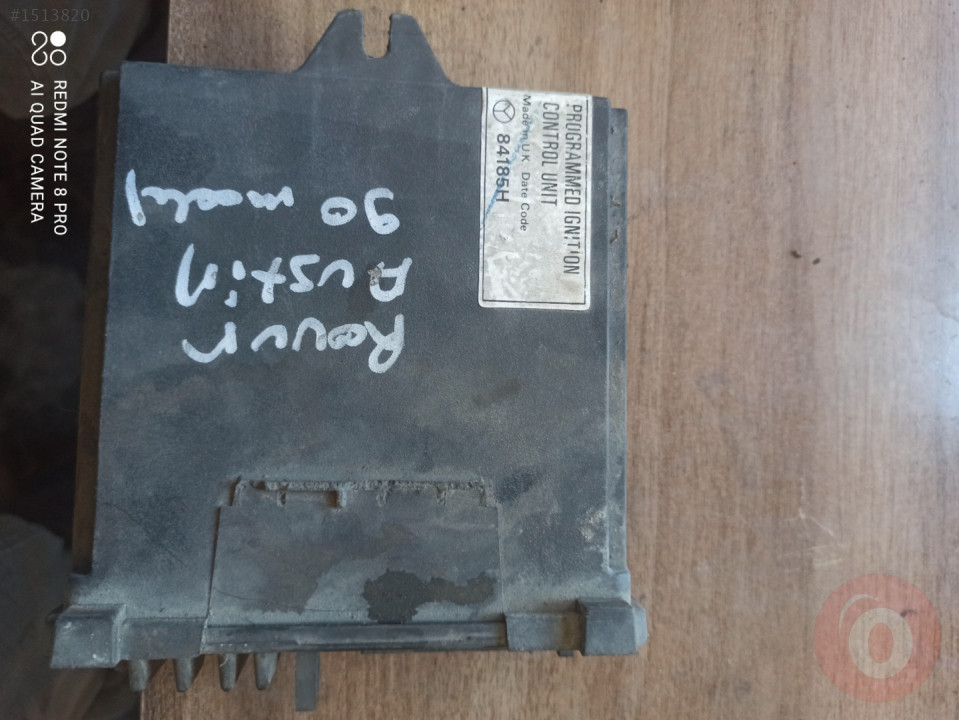 #1513820
REDMI NOTE 8 PRO
AI QUAD CAMERA
PROGRAMMED IGNITION
CONTROL UNIT
Made in U K Date Code
84185H
Rovur
Austin
90 model